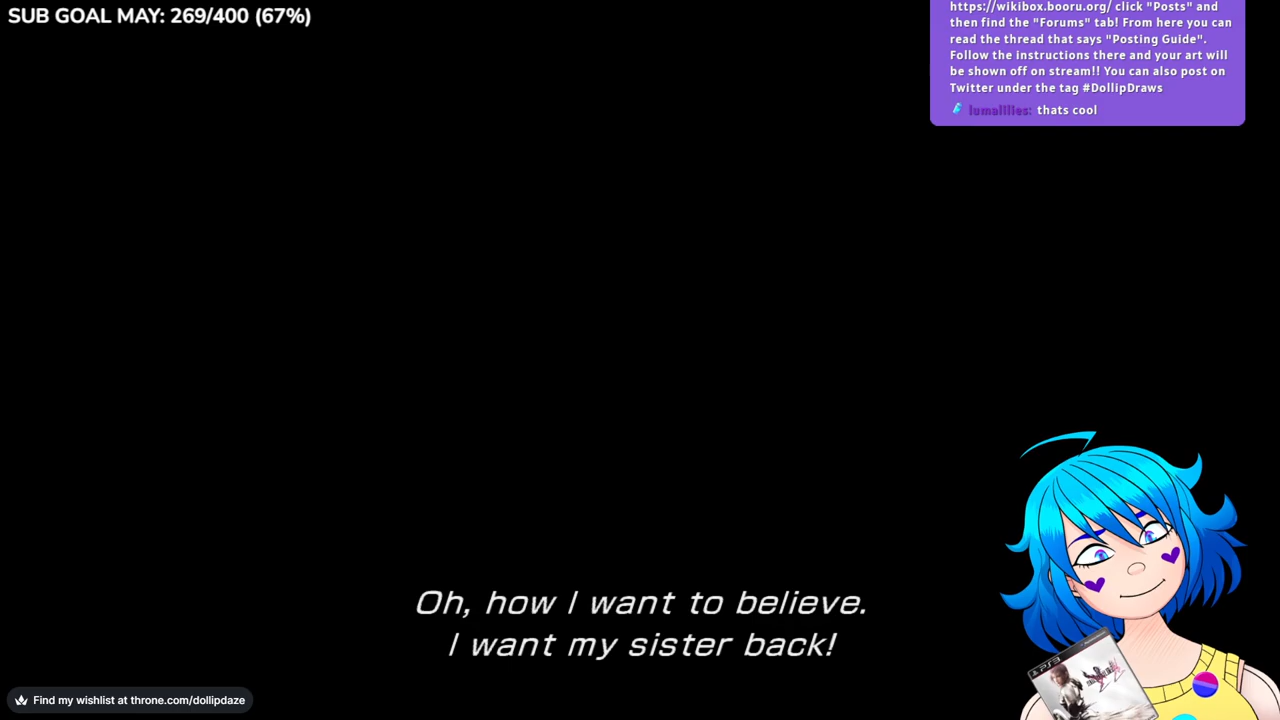 SUB GOAL MAY: 269/400 (67%)
https://wikibox.booru.org/ click "Posts" and
then find the "Forums" tab! From here you can
read the thread that says "Posting Guide".
Follow the instructions there and your art will
be shown off on stream!! You can also post on
Twitter under the tag #DollipDraws
lumalilies: thats cool
Oh, how I want to believe.
I want my sister back!
PS3
Find my wishlist at throne.com/dollipdaze